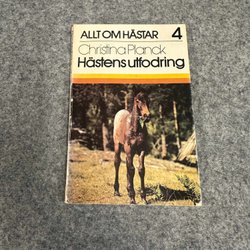 ALLT OM HÄSTAR 4
Christina Planck
Hästens utfodring